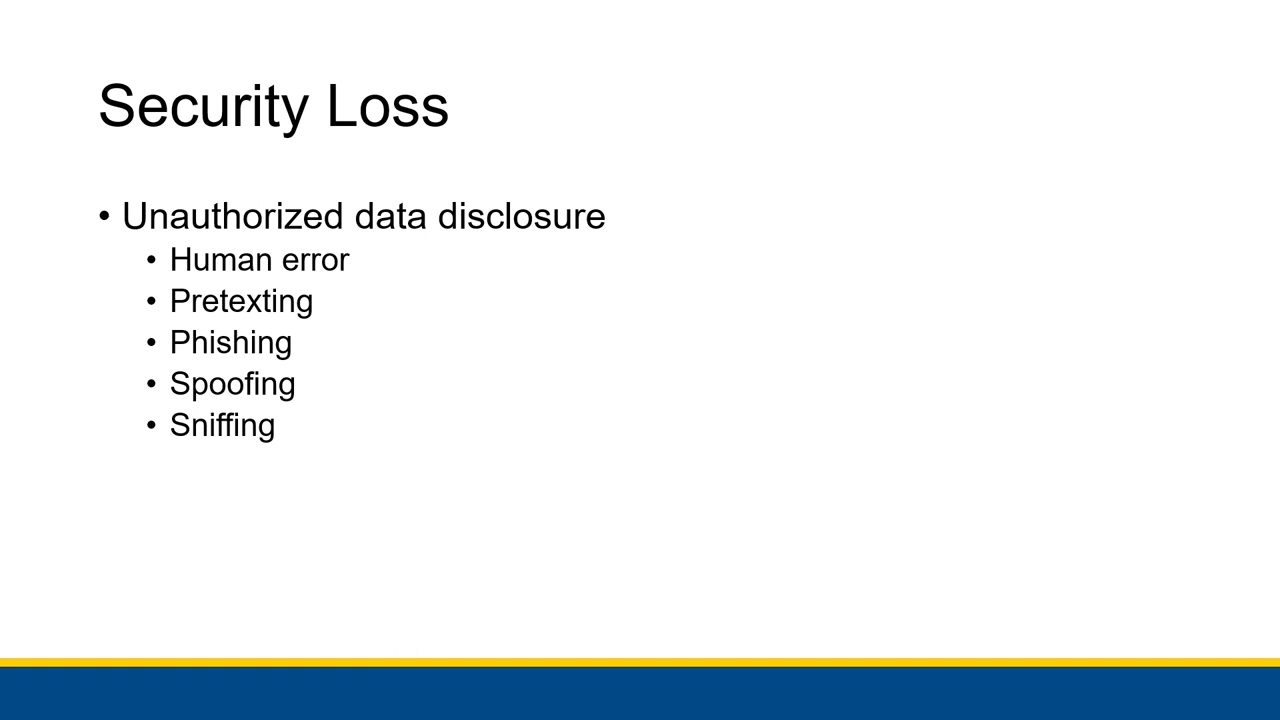 Security Loss
• Unauthorized data disclosure
• Human error
• Pretexting
• Phishing
• Spoofing
• Sniffing